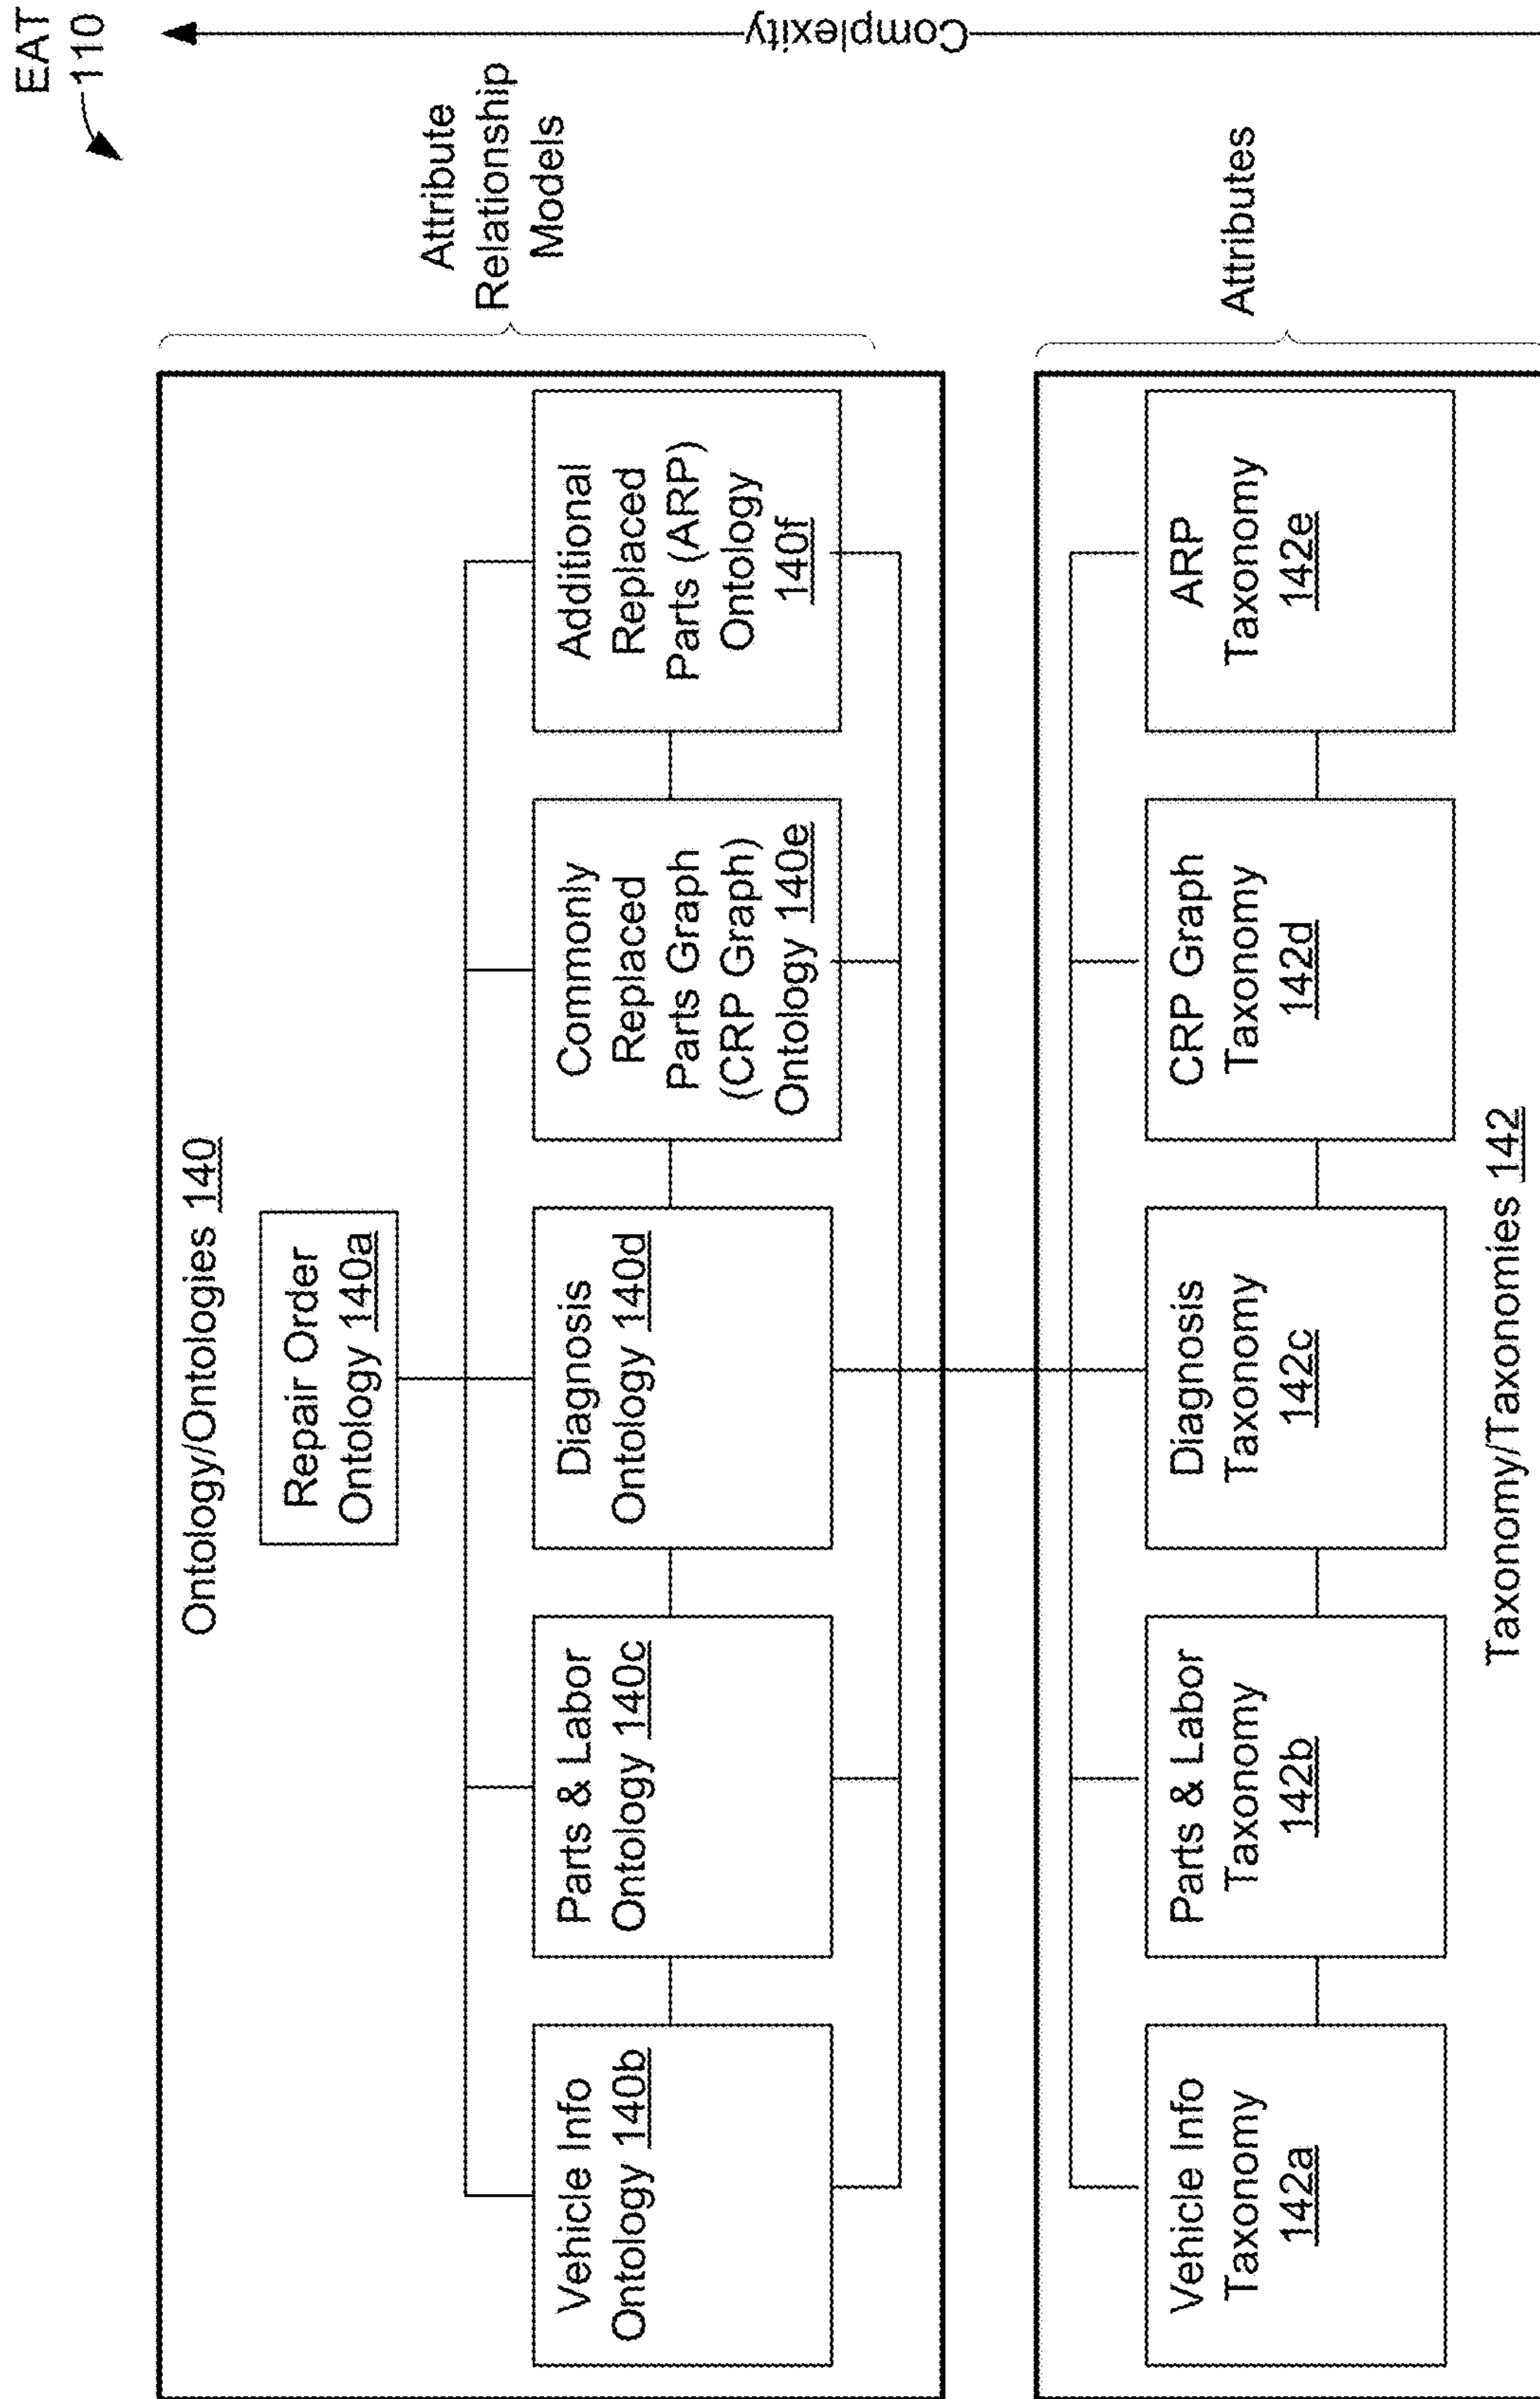 EAT
110
Complexity
Attribute
Relationship
Models
Attributes
Ontology/Ontologies 140
Repair Order
Ontology 140a
Vehicle Info
Ontology 140b
Parts & Labor
Ontology 140c
Diagnosis
Ontology 140d
Commonly
Replaced
Parts Graph
(CRP Graph)
Ontology 140e
Additional
Replaced
Parts (ARP)
Ontology
140f
Vehicle Info
Taxonomy
142a
Parts & Labor
Taxonomy
142b
Diagnosis
Taxonomy
142c
CRP Graph
Taxonomy
142d
ARP
Taxonomy
142e
Taxonomy/Taxonomies 142